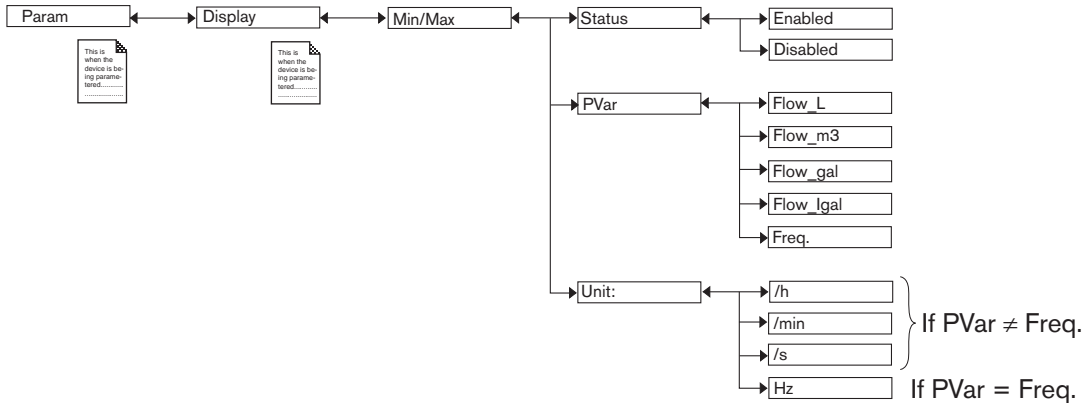 Param Display Min/Max Status Enabled
Disabled
This is
when the
device is be-
ing parame-
tered...........
...................
This is
when the
device is be-
ing parame-
tered...........
...................
PVar Flow_L
Flow_m3
Flow_gal
Flow_Igal
Freq.
Unit: /h
/min
/s
If PVar ≠ Freq.
Hz If PVar = Freq.